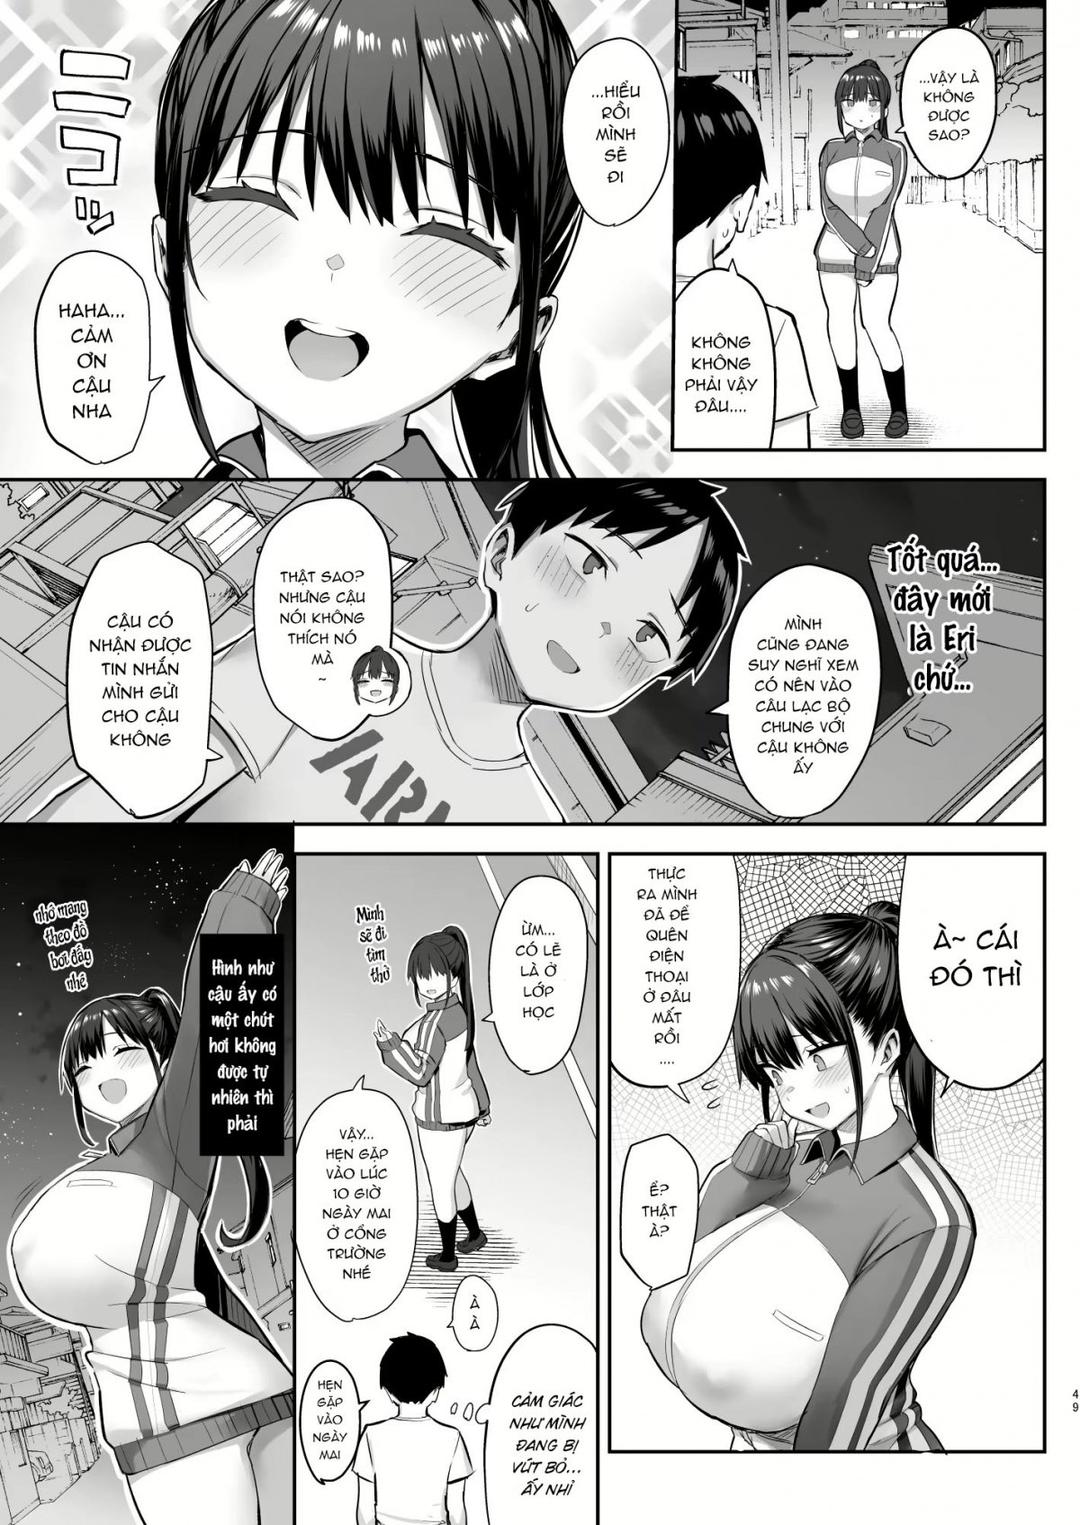 ...VẬY LÀ
KHÔNG
ĐƯỢC
SAO?
KHÔNG
KHÔNG
PHẢI VẬY
ĐÂU....
...HIỂU
RỒI
MÌNH
SẼ
ĐI
ニコッ
HAHA...
CẢM
ƠN
CẬU
NHA
Tốt quá...
đây mới
là Eri
chứ...
MÌNH
CŨNG ĐANG
SUY NGHĨ XEM
CÓ NÊN VÀO
CÂU LẠC BỘ
CHUNG VỚI
CẬU KHÔNG
ẤY
THẬT SAO?
NHƯNG CẬU
NÓI KHÔNG
THÍCH NÓ
MÀ
~
CẬU CÓ
NHẬN ĐƯỢC
TIN NHẮN
MÌNH GỬI
CHO CẬU
KHÔNG
À~ CÁI
ĐÓ THÌ
THỰC
RA MÌNH
ĐÃ ĐỂ
QUÊN
ĐIỆN
THOẠI
Ở ĐÂU
MẤT
RỒI
....
Ể?
THẬT
À?
ỪM...
CÓ LẼ
LÀ Ở
LỚP
HỌC
Mình
sẽ đi
tìm
thử
VẬY...
HẸN GẶP
VÀO LÚC
10 GIỜ
NGÀY MAI
Ở CỔNG
TRƯỜNG
NHÉ
À
À
HẸN
GẶP
VÀO
NGÀY
MAI
CẢM GIÁC
NHƯ MÌNH
ĐANG BỊ
VỨT BỎ...
ẤY NHỈ
Hình như
cậu ấy có
một chút
hơi không
được tự
nhiên thì
phải
nhớ mang
theo đồ
bơi đấy
nhé
49